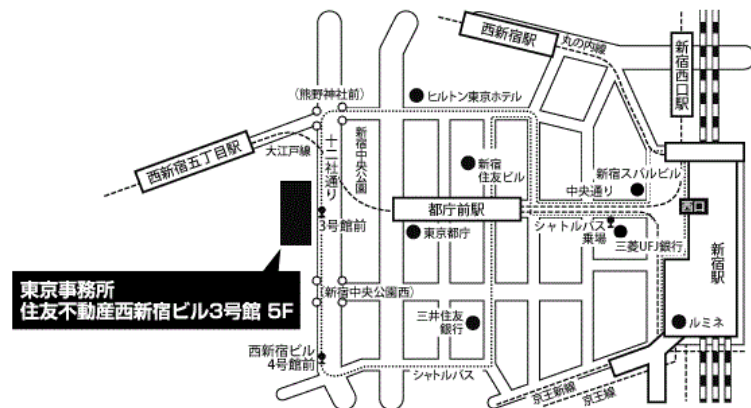 西新宿駅
丸の内線
新宿西口駅
(熊野神社前)
ヒルトン東京ホテル
西新宿五丁目駅
大江戸線
十二社通り
新宿中央公園
新宿
住友ビル
新宿スバルビル
中央通り
都庁前駅
西口
3号館前
東京都庁
シャトルバス
乗場
三菱UFJ銀行
新宿駅
東京事務所
住友不動産西新宿ビル3号館 5F
(新宿中央公園西)
三井住友
銀行
ルミネ
西新宿ビル
4号館前
シャトルバス
京王新線
京王線